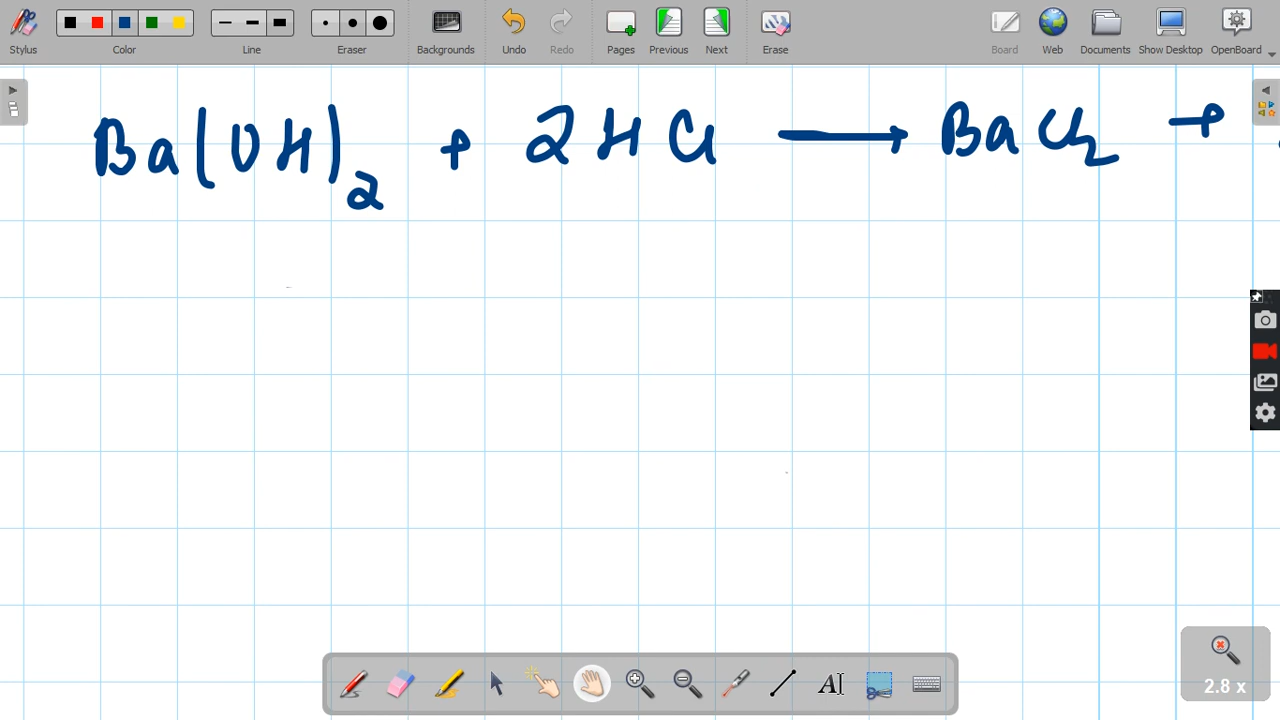 Stylus Color Line Eraser Backgrounds Undo Redo Pages Previous Next Erase Board Web Documents Show Desktop OpenBoard
Ba(OH)₂ + 2HCl ⟶ BaCl₂ +
2.8 x